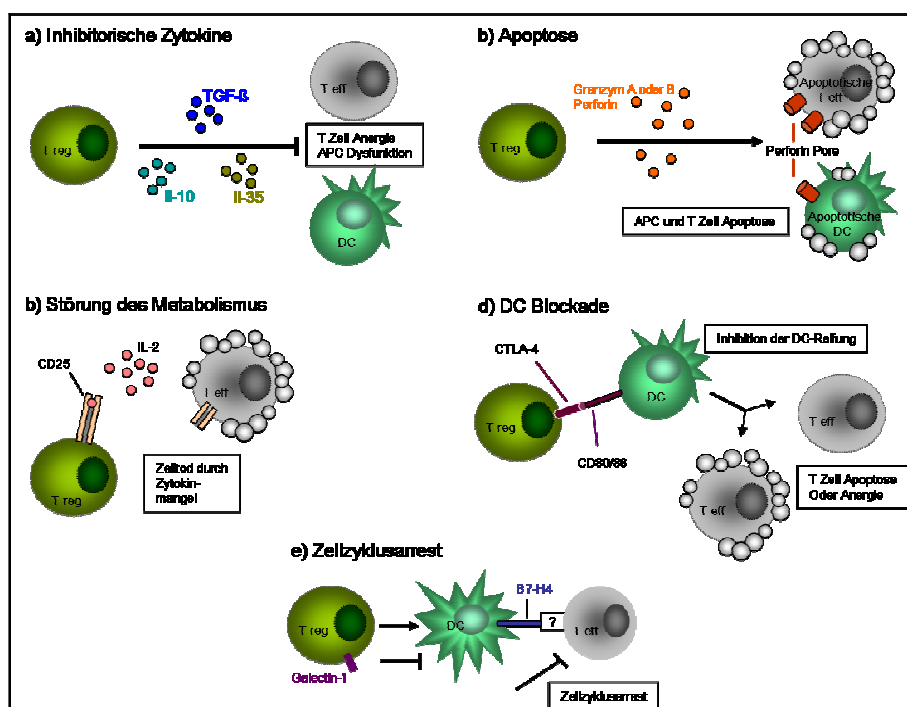 a) Inhibitorische Zytokine
T eff
TGF-ß
T reg
T Zell Anergie
APC Dysfunktion
Il-10
Il-35
DC
b) Apoptose
Granzym A oder B
Perforin
Apoptotische
T eff
T reg
Perforin Pore
APC und T Zell Apoptose
Apoptotische
DC
b) Störung des Metabolismus
IL-2
CD25
T eff
T reg
Zelltod durch
Zytokin-
mangel
d) DC Blockade
CTLA-4
Inhibition der DC-Reifung
DC
T reg
T eff
CD80/86
T eff
T Zell Apoptose
Oder Anergie
e) Zellzyklusarrest
B7-H4
T reg
DC
?
T eff
Galectin-1
Zellzyklusarrest